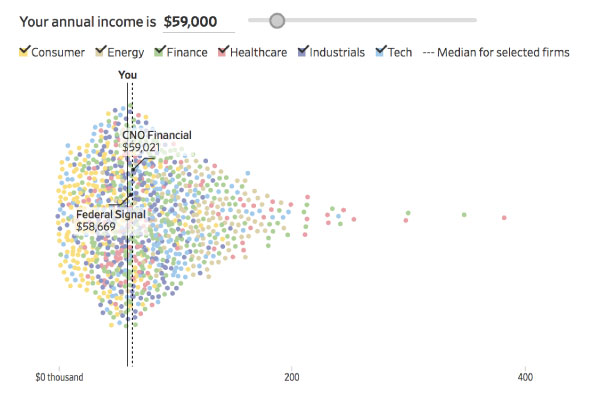 Your annual income is $59,000
Consumer Energy Finance Healthcare Industrials Tech --- Median for selected firms
You
CNO Financial
$59,021
Federal Signal
$58,669
$0 thousand 200 400